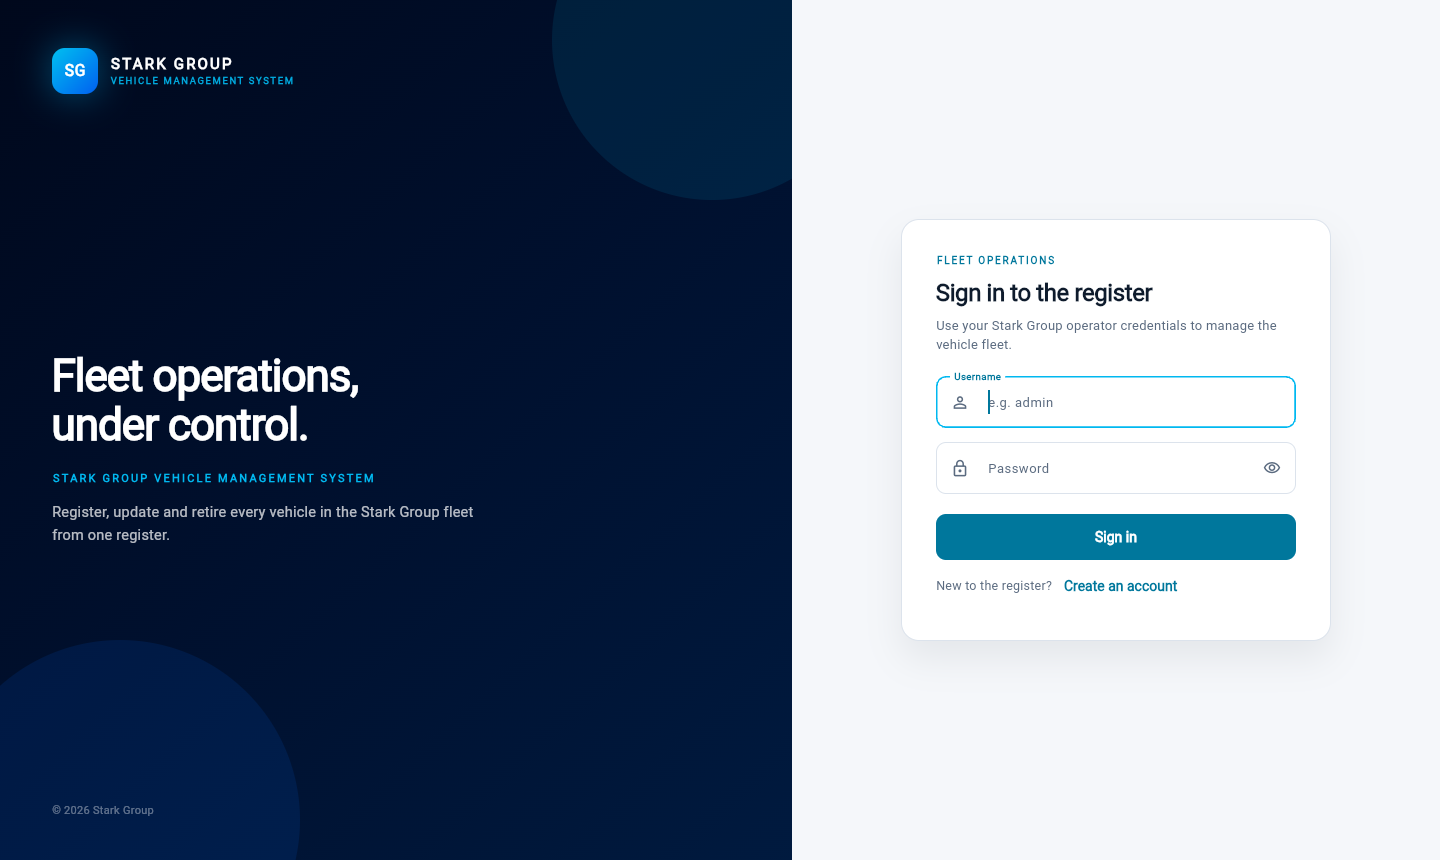 SG
STARK GROUP
VEHICLE MANAGEMENT SYSTEM
Fleet operations,
under control.
STARK GROUP VEHICLE MANAGEMENT SYSTEM
Register, update and retire every vehicle in the Stark Group fleet
from one register.
© 2026 Stark Group
FLEET OPERATIONS
Sign in to the register
Use your Stark Group operator credentials to manage the
vehicle fleet.
Username
e.g. admin
Password
Sign in
New to the register? Create an account